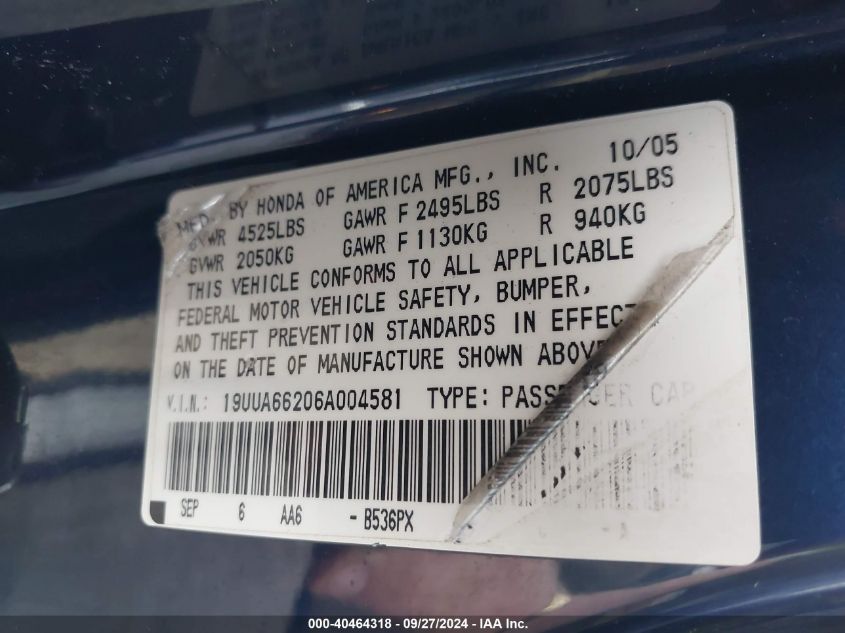 MFD. BY HONDA OF AMERICA MFG., INC. 10/05
GVWR 4525LBS GAWR F 2495LBS R 2075LBS
GVWR 2050KG GAWR F 1130KG R 940KG
THIS VEHICLE CONFORMS TO ALL APPLICABLE
FEDERAL MOTOR VEHICLE SAFETY, BUMPER,
AND THEFT PREVENTION STANDARDS IN EFFECT
ON THE DATE OF MANUFACTURE SHOWN ABOVE
V.I.N.: 19UUA66206A004581 TYPE: PASSENGER CAR
SEP 6 AA6 - B536PX
000-40464318 - 09/27/2024 - IAA Inc.